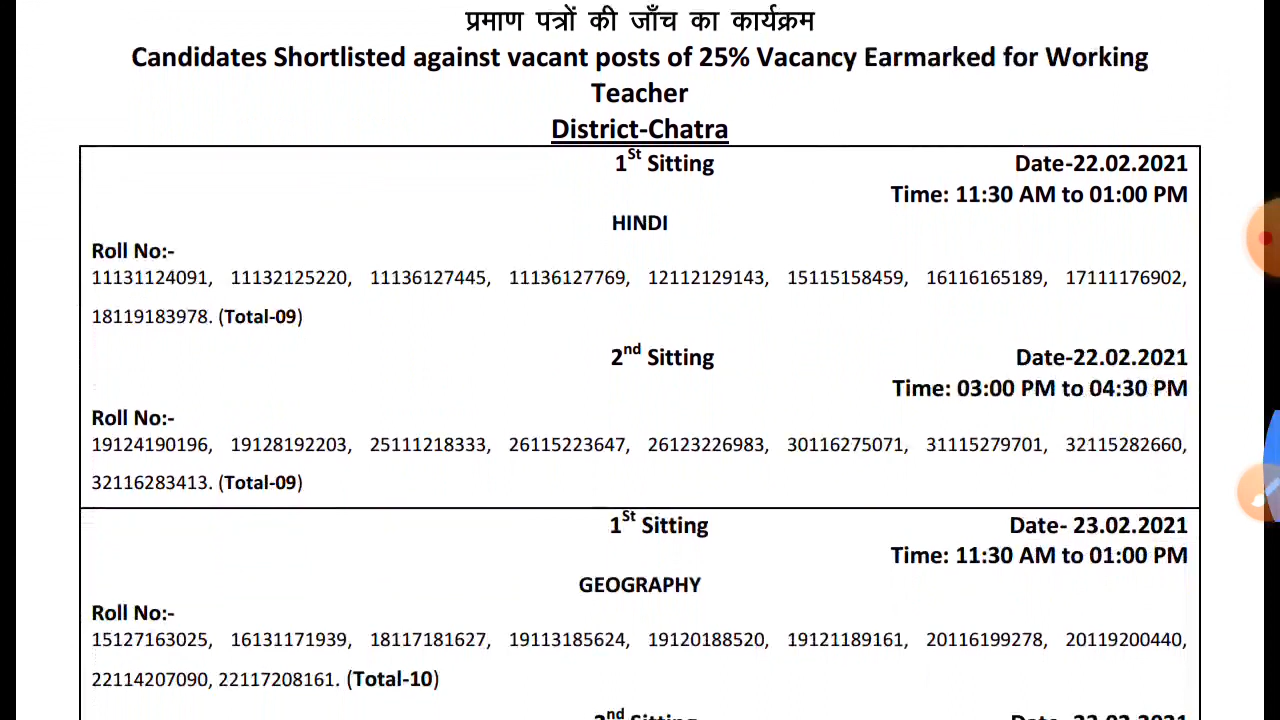 प्रमाण पत्रों की जाँच का कार्यक्रम
Candidates Shortlisted against vacant posts of 25% Vacancy Earmarked for Working
Teacher
District-Chatra
1St Sitting Date-22.02.2021
Time: 11:30 AM to 01:00 PM
HINDI
Roll No:-
11131124091, 11132125220, 11136127445, 11136127769, 12112129143, 15115158459, 16116165189, 17111176902,
18119183978. (Total-09)
2nd Sitting Date-22.02.2021
Time: 03:00 PM to 04:30 PM
Roll No:-
19124190196, 19128192203, 25111218333, 26115223647, 26123226983, 30116275071, 31115279701, 32115282660,
32116283413. (Total-09)
1St Sitting Date- 23.02.2021
Time: 11:30 AM to 01:00 PM
GEOGRAPHY
Roll No:-
15127163025, 16131171939, 18117181627, 19113185624, 19120188520, 19121189161, 20116199278, 20119200440,
22114207090, 22117208161. (Total-10)
2nd Sitting